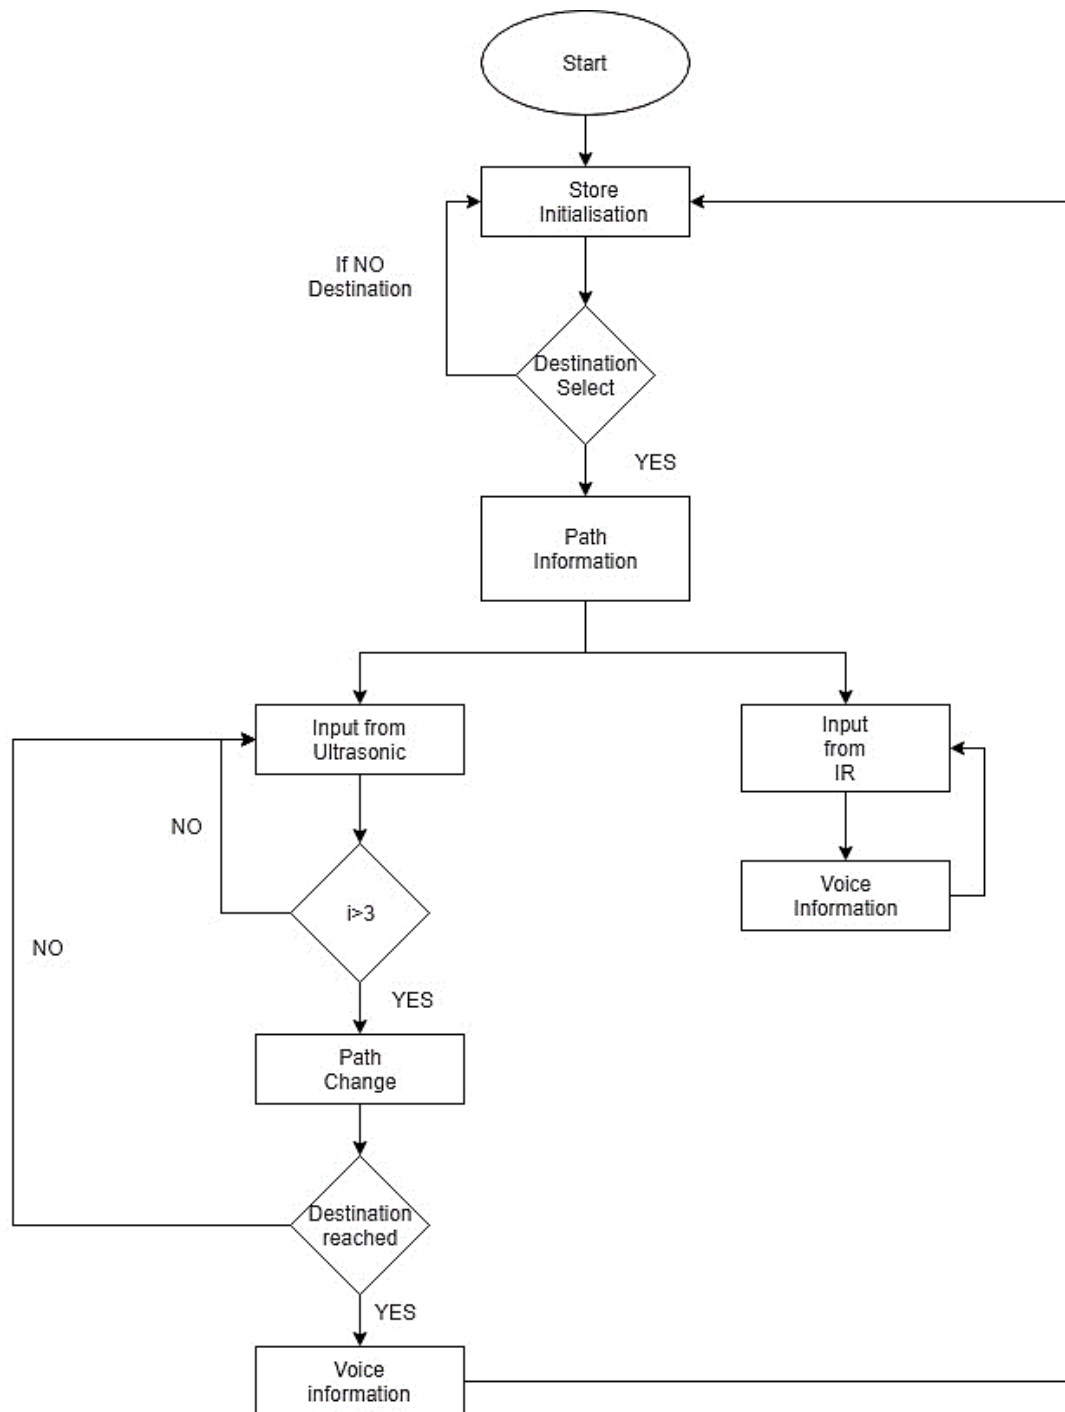 Start
Store
Initialisation
If NO
Destination
Destination
Select
YES
Path
Information
Input from
Ultrasonic
Input
from
IR
NO
Voice
Information
i>3
NO
YES
Path
Change
Destination
reached
YES
Voice
information